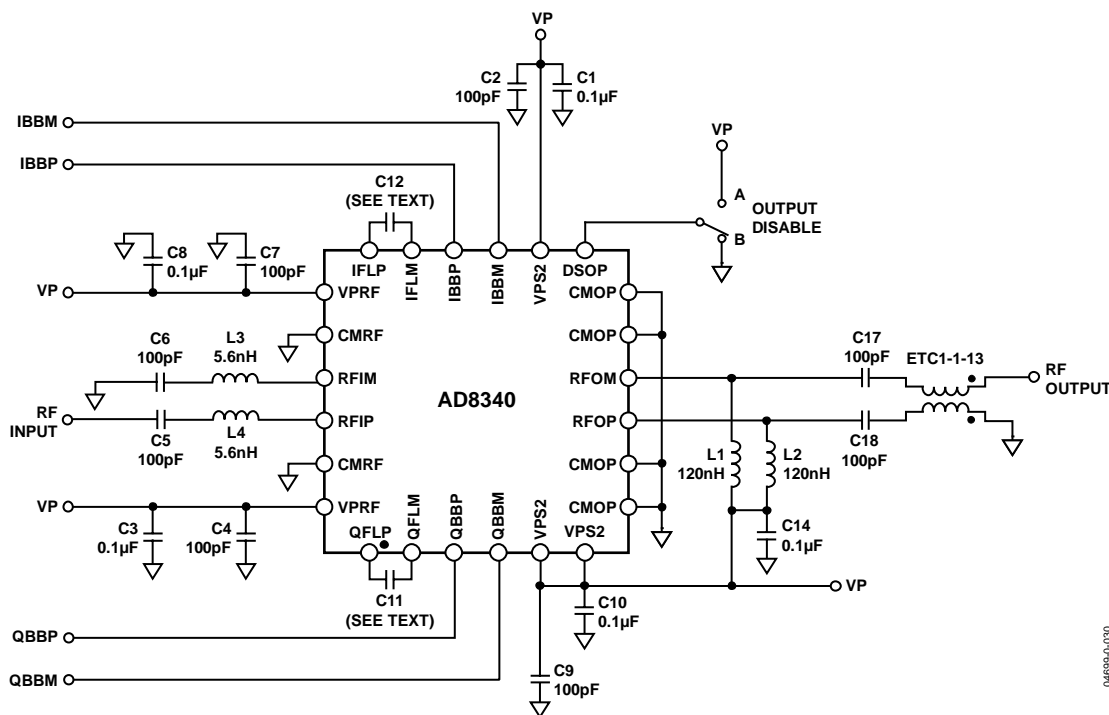 VP
C2
100pF
C1
0.1µF
IBBM
IBBP
VP
C12
(SEE TEXT)
A
OUTPUT
DISABLE
B
C8
0.1µF
C7
100pF
IFLP
IFLM
IBBP
IBBM
VPS2
DSOP
VP
VPRF
CMOP
CMRF
CMOP
C6
100pF
L3
5.6nH
C17
100pF
ETC1-1-13
RFIM
RFOM
RF
OUTPUT
AD8340
RF
INPUT
RFIP
RFOP
C5
100pF
L4
5.6nH
C18
100pF
L1
120nH
L2
120nH
CMRF
CMOP
VP
VPRF
CMOP
C3
0.1µF
C4
100pF
QFLP
QFLM
QBBP
QBBM
VPS2
VPS2
C14
0.1µF
C11
(SEE TEXT)
VP
C10
0.1µF
QBBP
C9
100pF
QBBM
04699-0-030